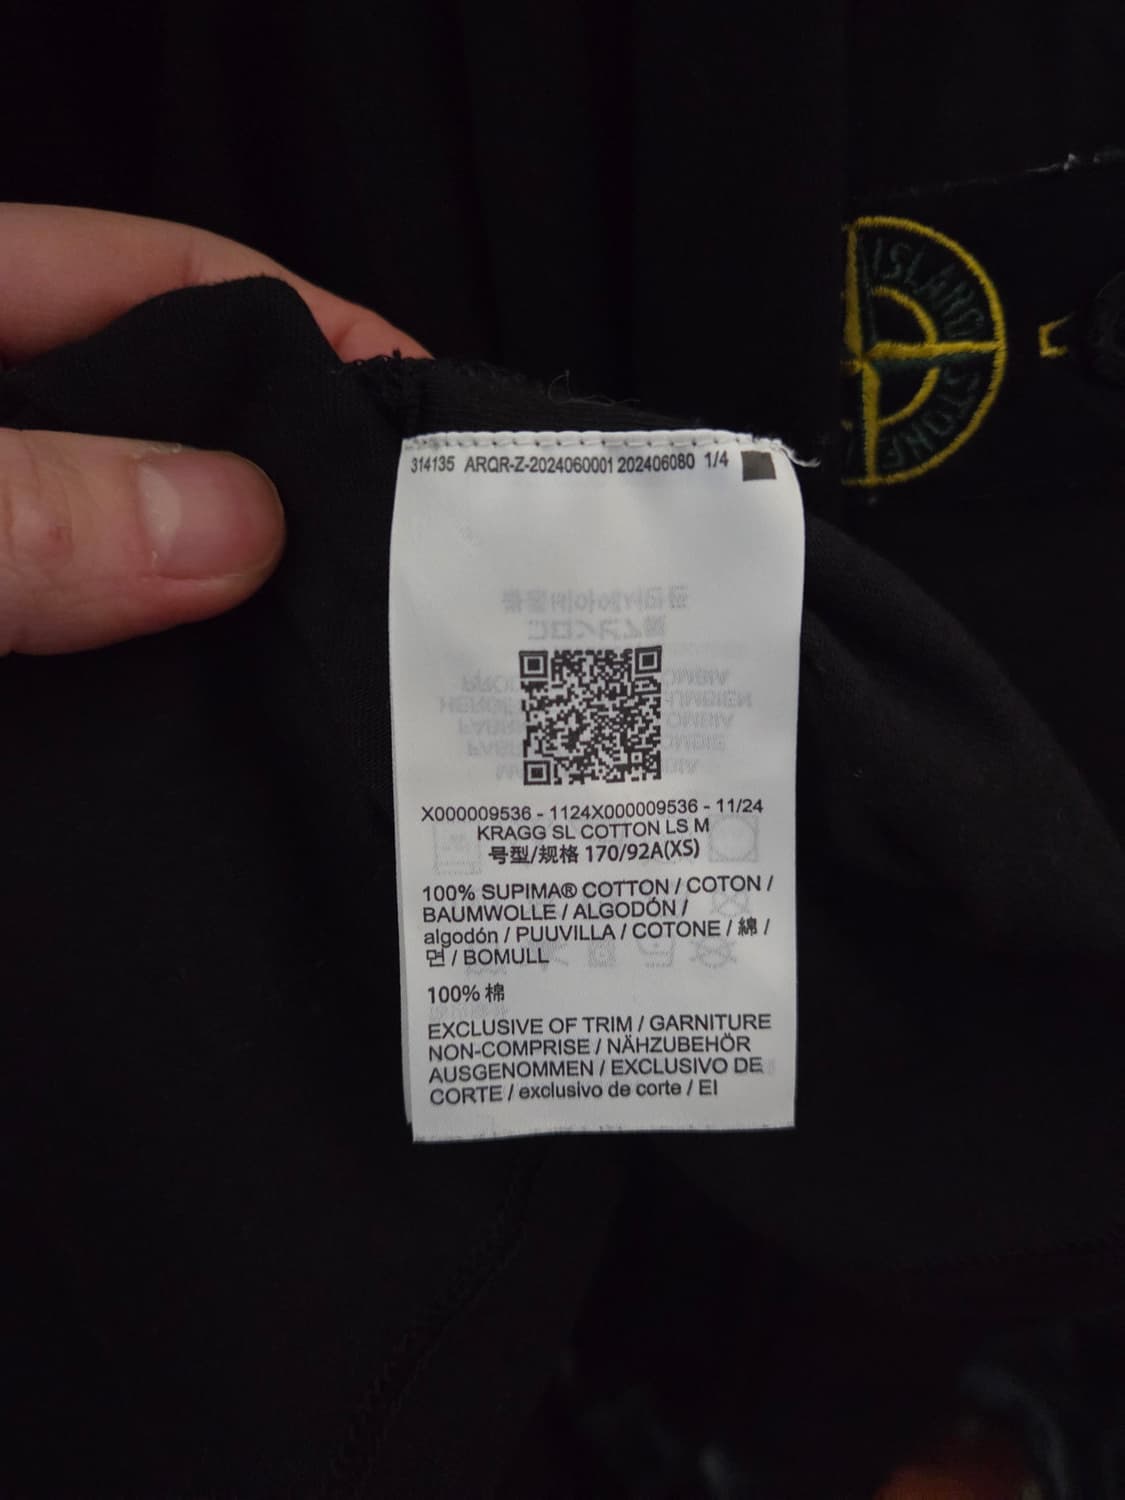 314135 ARQR-Z-2024060001 202406080 1/4
ISLAND
STONE
X000009536 - 1124X000009536 - 11/24
KRAGG SL COTTON LS M
号型/规格 170/92A(XS)
100% SUPIMA® COTTON / COTON /
BAUMWOLLE / ALGODÓN /
algodón / PUUVILLA / COTONE / 綿 /
면 / BOMULL
100% 棉
EXCLUSIVE OF TRIM / GARNITURE
NON-COMPRISE / NÄHZUBEHÖR
AUSGENOMMEN / EXCLUSIVO DE
CORTE / exclusivo de corte / EI